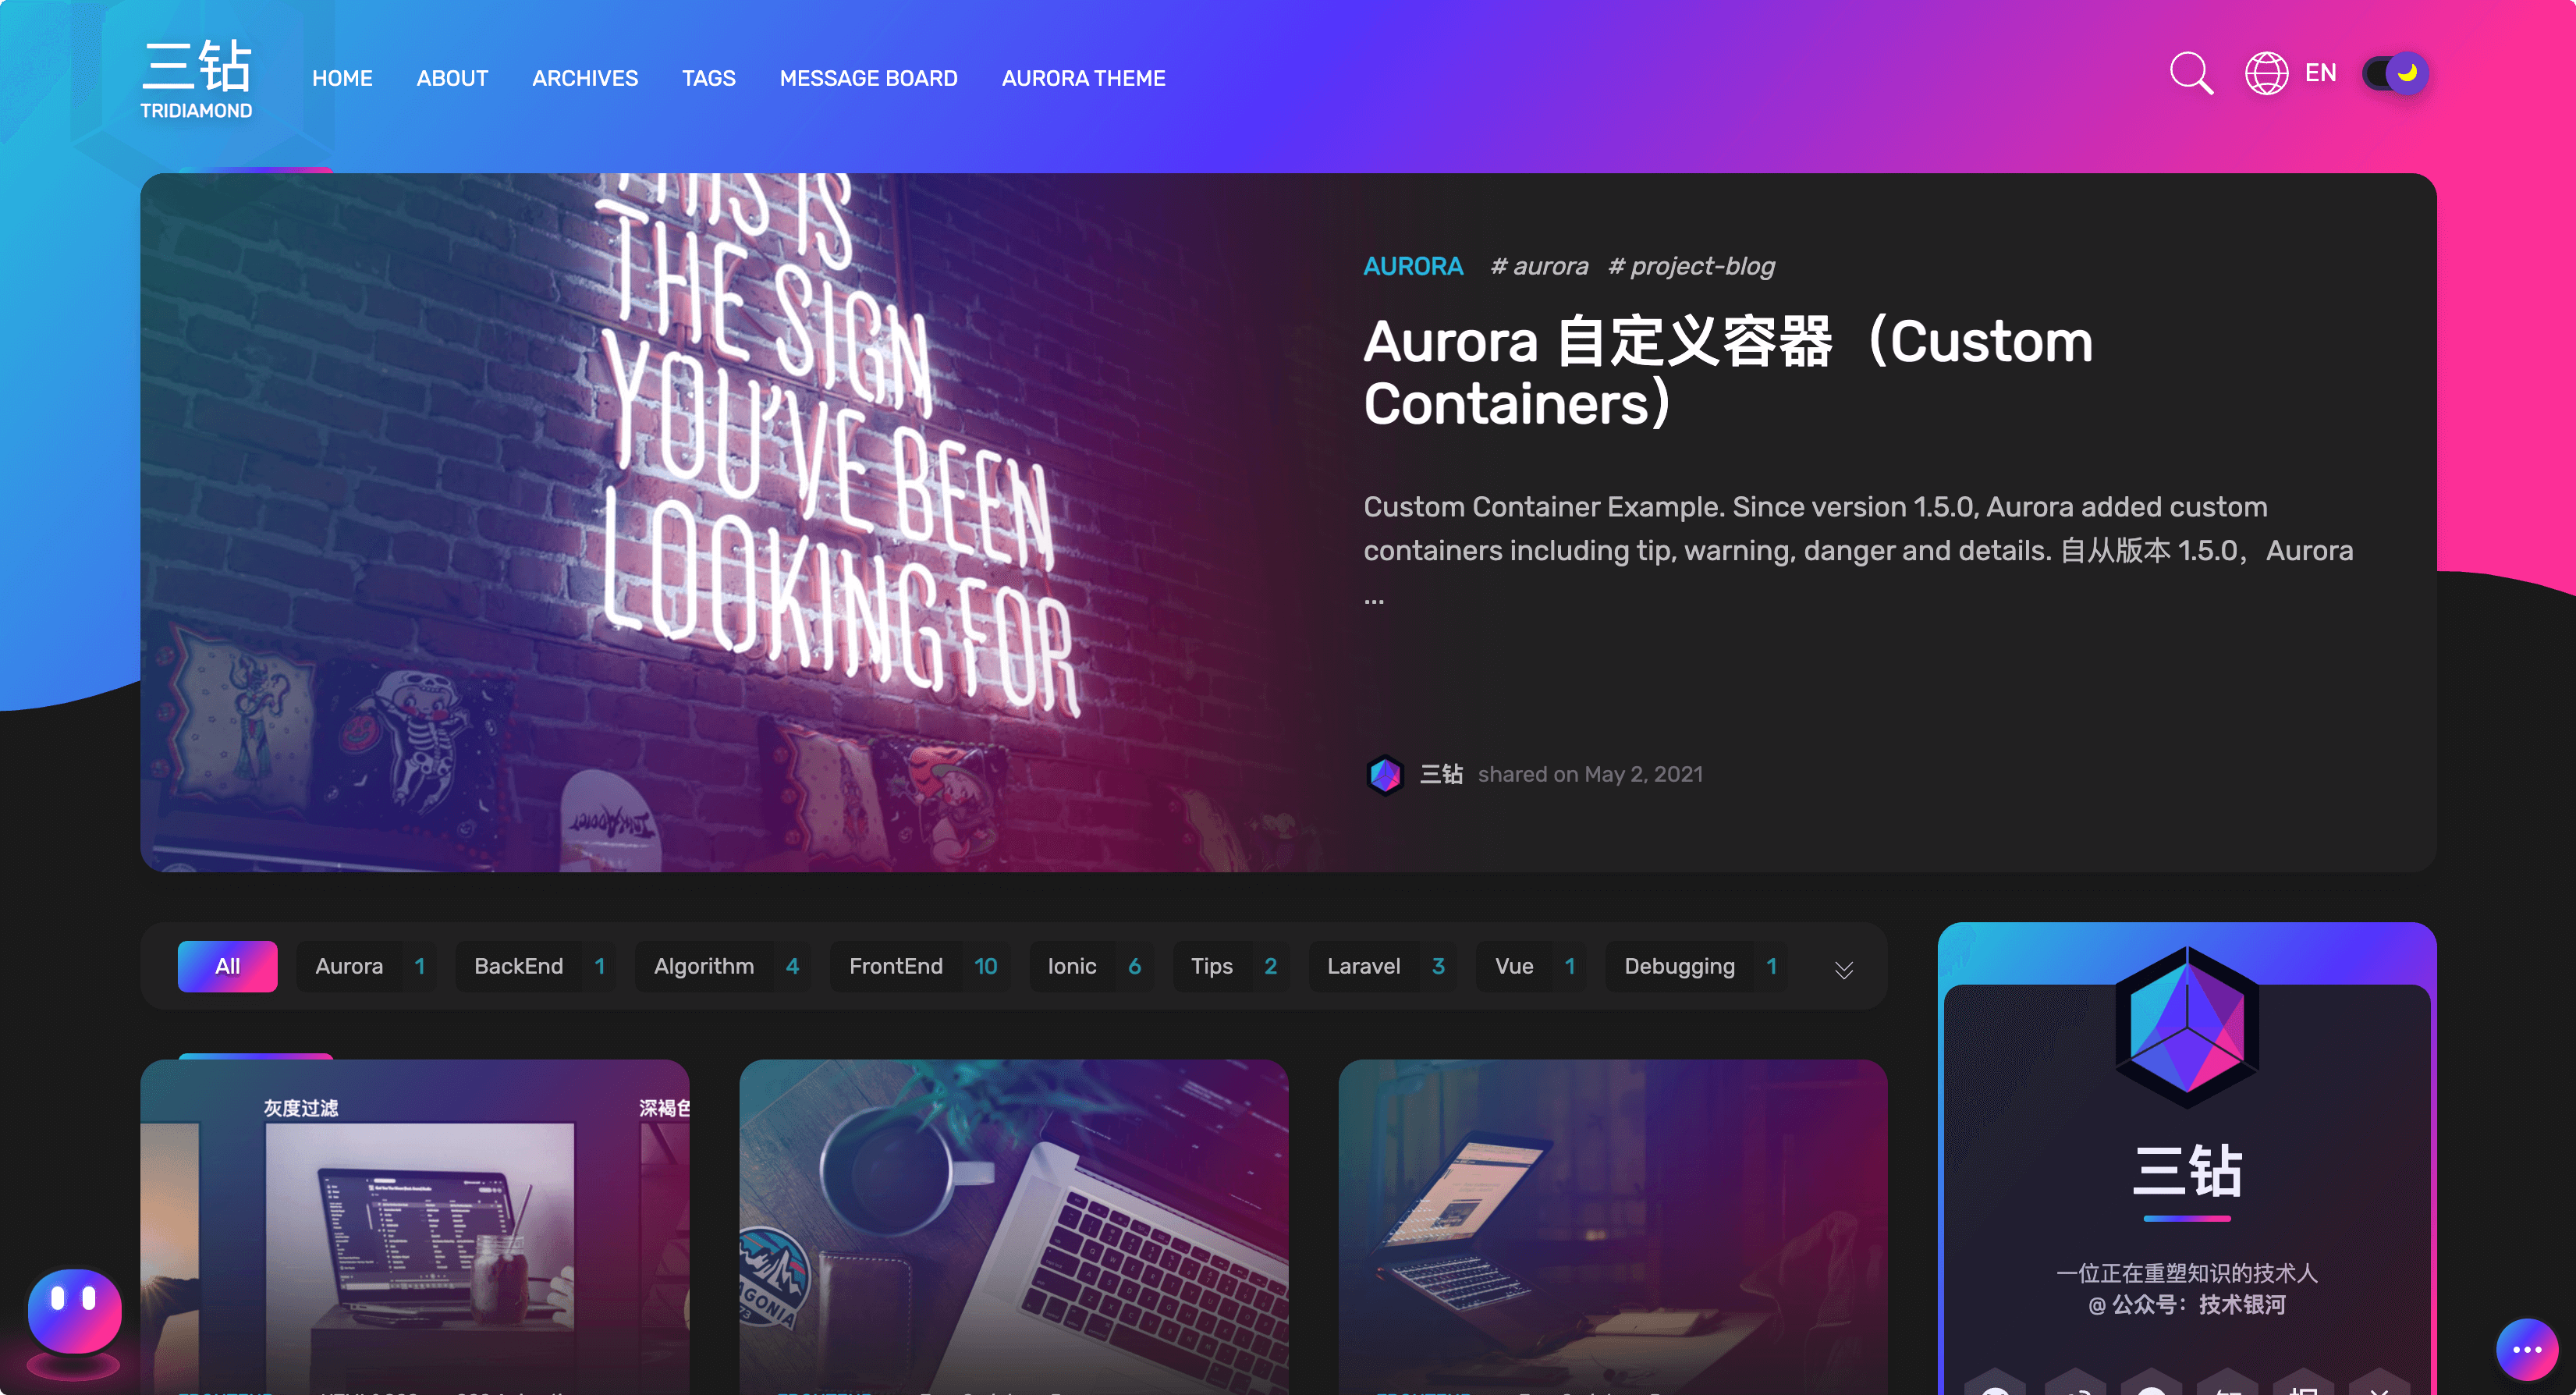 三钻
TRIDIAMOND
HOME
ABOUT
ARCHIVES
TAGS
MESSAGE BOARD
AURORA THEME
EN
THIS IS
THE SIGN
YOU'VE BEEN
LOOKING FOR
AURORA # aurora # project-blog
Aurora 自定义容器（Custom
Containers）
Custom Container Example. Since version 1.5.0, Aurora added custom
containers including tip, warning, danger and details. 自从版本 1.5.0，Aurora
...
三钻 shared on May 2, 2021
All
Aurora 1
BackEnd 1
Algorithm 4
FrontEnd 10
Ionic 6
Tips 2
Laravel 3
Vue 1
Debugging 1
灰度过滤
深褐色
三钻
一位正在重塑知识的技术人
@ 公众号：技术银河